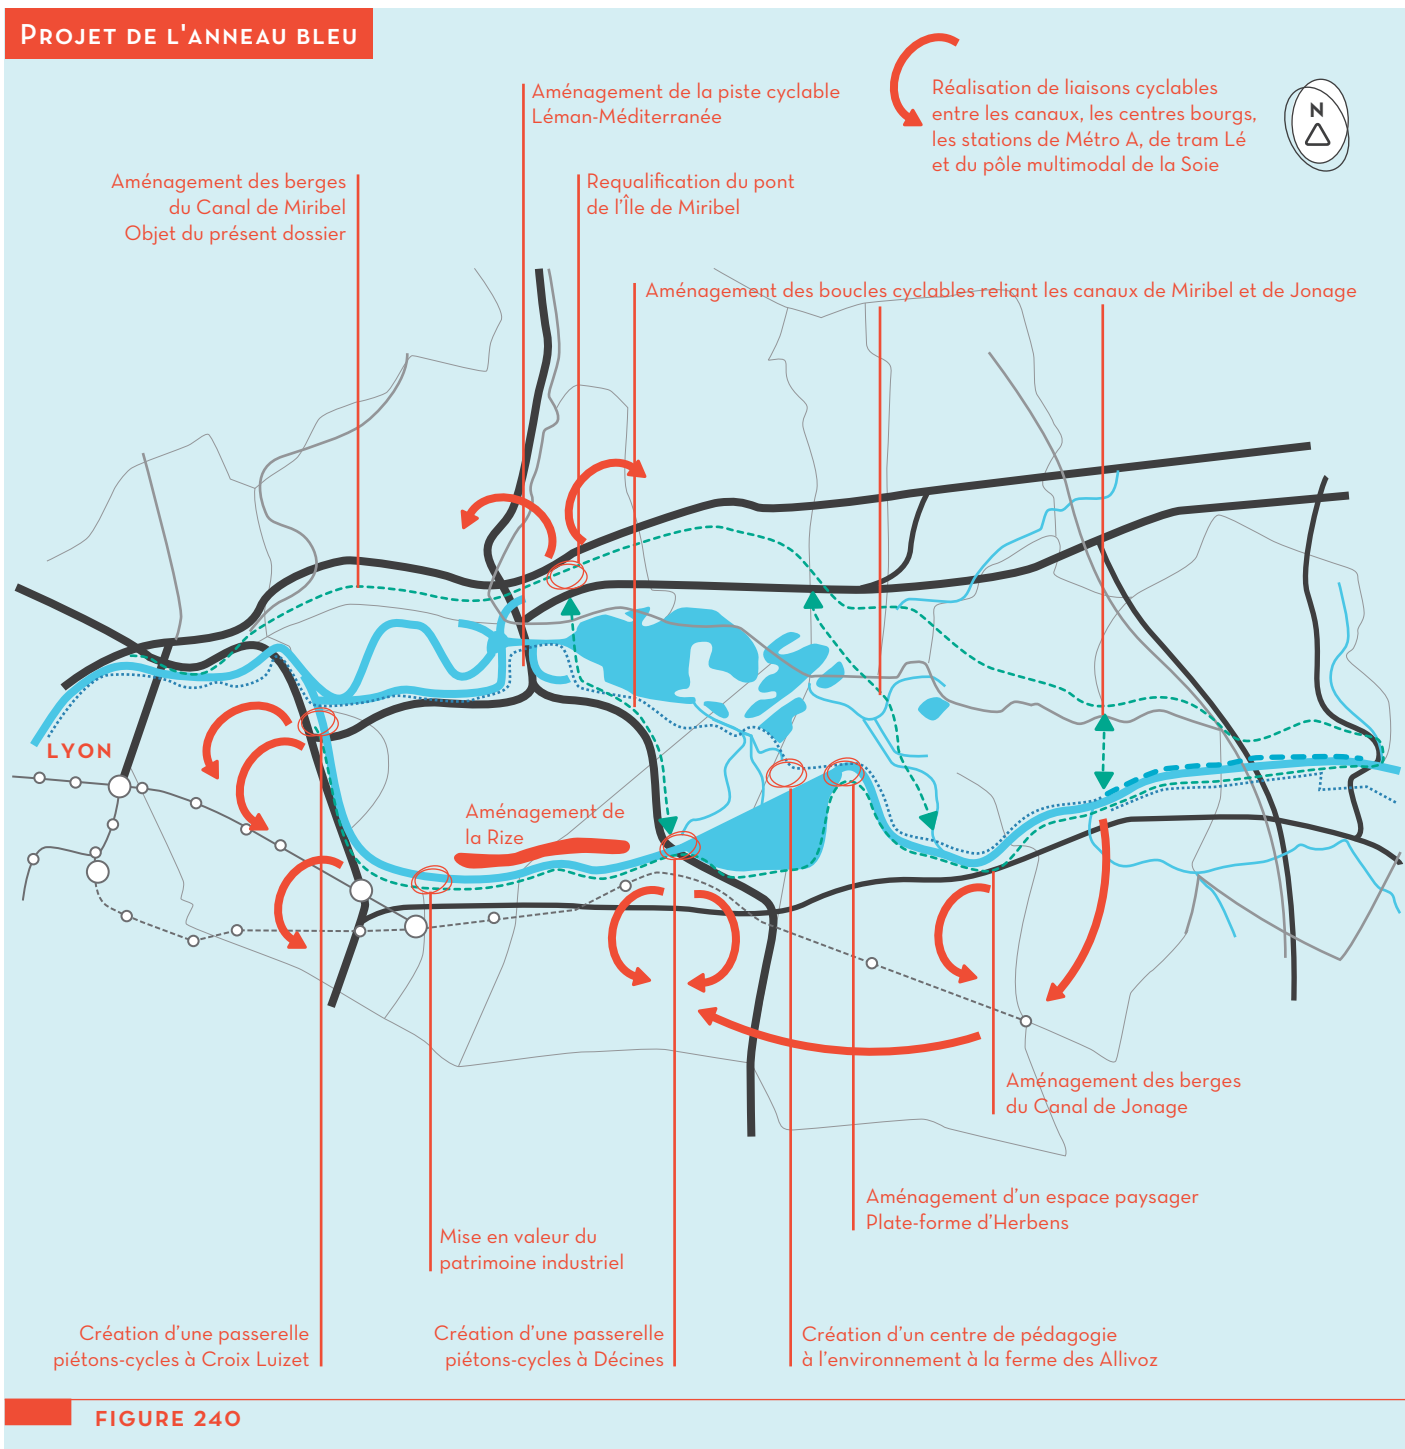 PROJET DE L'ANNEAU BLEU
Aménagement de la piste cyclable
Léman-Méditerranée
Réalisation de liaisons cyclables
entre les canaux, les centres bourgs,
les stations de Métro A, de tram Lé
et du pôle multimodal de la Soie
N
Aménagement des berges
du Canal de Miribel
Objet du présent dossier
Requalification du pont
de l'Île de Miribel
Aménagement des boucles cyclables reliant les canaux de Miribel et de Jonage
LYON
Aménagement de
la Rize
Aménagement des berges
du Canal de Jonage
Aménagement d'un espace paysager
Plate-forme d'Herbens
Mise en valeur du
patrimoine industriel
Création d'une passerelle
piétons-cycles à Croix Luizet
Création d'une passerelle
piétons-cycles à Décines
Création d'un centre de pédagogie
à l'environnement à la ferme des Allivoz
FIGURE 240